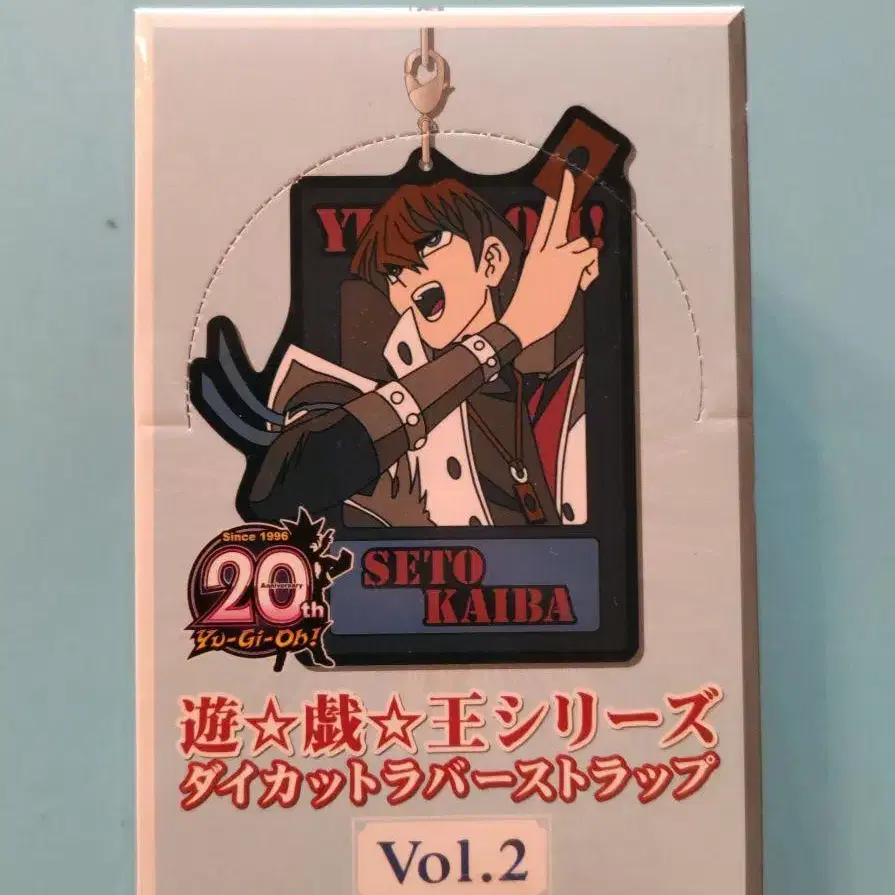 SETO
KAIBA
Since 1996
20th
Anniversary
Yu-Gi-Oh!
遊☆戯☆王シリーズ
ダイカットラバーストラップ
Vol.2